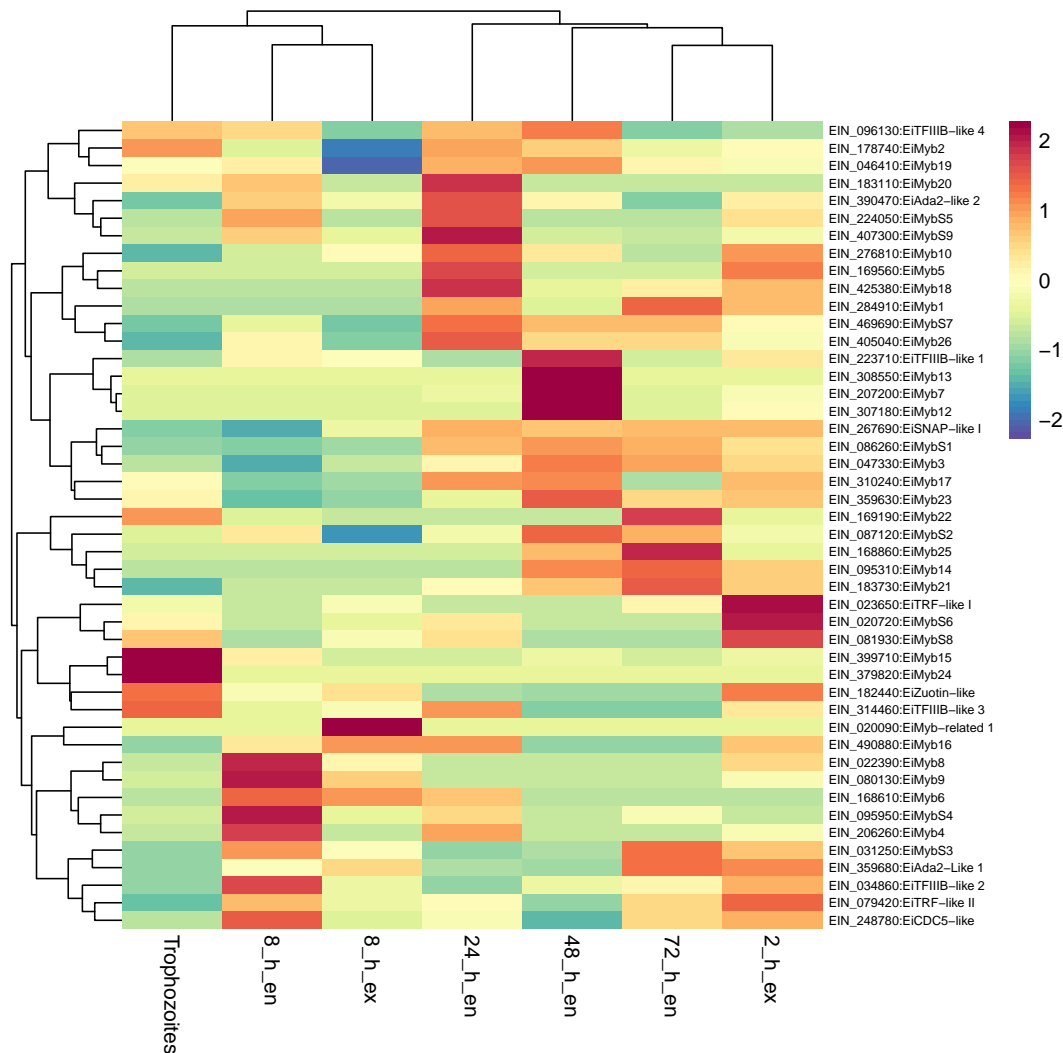 EIN_096130:EiTFIIIB−like 4
EIN_178740:EiMyb2
EIN_046410:EiMyb19
EIN_183110:EiMyb20
EIN_390470:EiAda2−like 2
EIN_224050:EiMybS5
EIN_407300:EiMybS9
EIN_276810:EiMyb10
EIN_169560:EiMyb5
EIN_425380:EiMyb18
EIN_284910:EiMyb1
EIN_469690:EiMybS7
EIN_405040:EiMyb26
EIN_223710:EiTFIIIB−like 1
EIN_308550:EiMyb13
EIN_207200:EiMyb7
EIN_307180:EiMyb12
EIN_267690:EiSNAP−like I
EIN_086260:EiMybS1
EIN_047330:EiMyb3
EIN_310240:EiMyb17
EIN_359630:EiMyb23
EIN_169190:EiMyb22
EIN_087120:EiMybS2
EIN_168860:EiMyb25
EIN_095310:EiMyb14
EIN_183730:EiMyb21
EIN_023650:EiTRF−like I
EIN_020720:EiMybS6
EIN_081930:EiMybS8
EIN_399710:EiMyb15
EIN_379820:EiMyb24
EIN_182440:EiZuotin−like
EIN_314460:EiTFIIIB−like 3
EIN_020090:EiMyb−related 1
EIN_490880:EiMyb16
EIN_022390:EiMyb8
EIN_080130:EiMyb9
EIN_168610:EiMyb6
EIN_095950:EiMybS4
EIN_206260:EiMyb4
EIN_031250:EiMybS3
EIN_359680:EiAda2−Like 1
EIN_034860:EiTFIIIB−like 2
EIN_079420:EiTRF−like II
EIN_248780:EiCDC5−like
2
1
0
−1
−2
Trophozoites
8_h_en
8_h_ex
24_h_en
48_h_en
72_h_en
2_h_ex